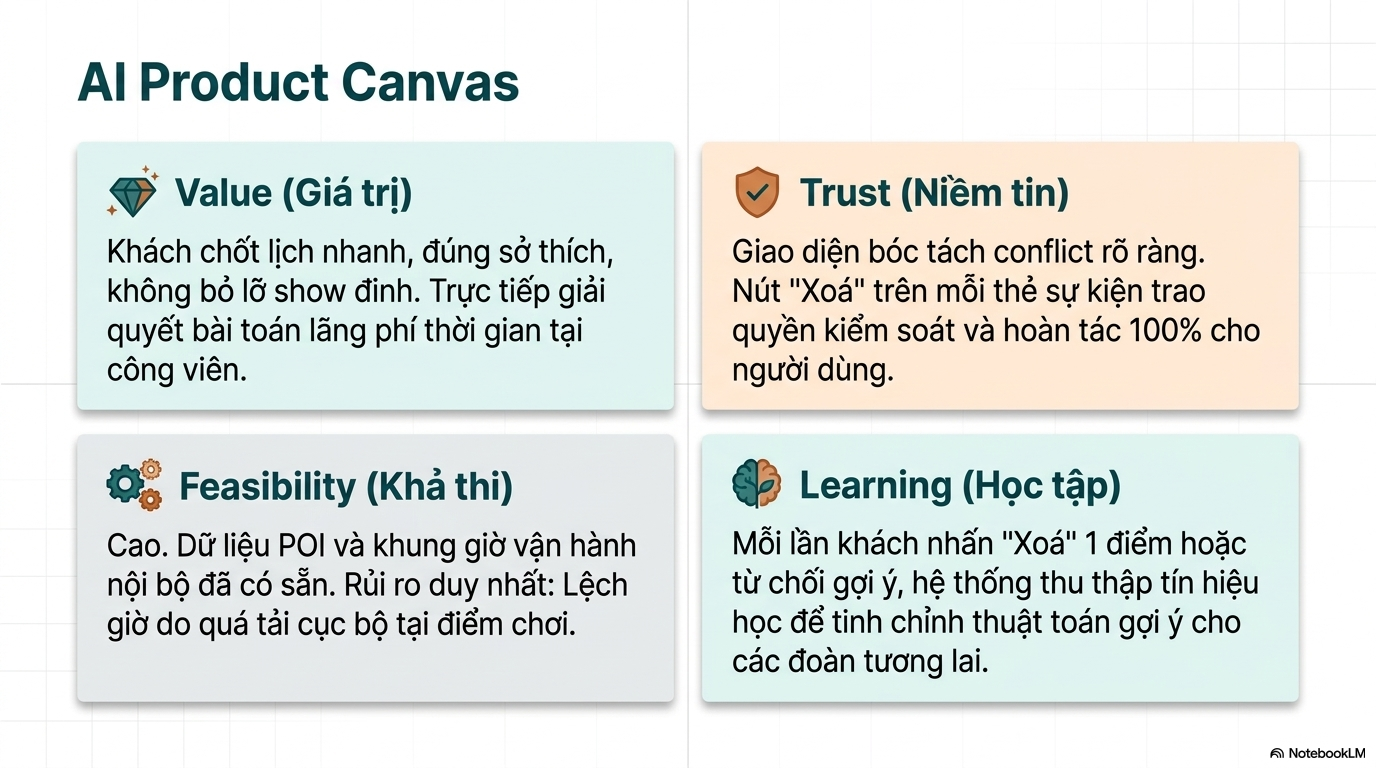 AI Product Canvas
Value (Giá trị)
Khách chốt lịch nhanh, đúng sở thích,
không bỏ lỡ show đinh. Trực tiếp giải
quyết bài toán lãng phí thời gian tại
công viên.
Trust (Niềm tin)
Giao diện bóc tách conflict rõ ràng.
Nút "Xoá" trên mỗi thẻ sự kiện trao
quyền kiểm soát và hoàn tác 100% cho
người dùng.
Feasibility (Khả thi)
Cao. Dữ liệu POI và khung giờ vận hành
nội bộ đã có sẵn. Rủi ro duy nhất: Lệch
giờ do quá tải cục bộ tại điểm chơi.
Learning (Học tập)
Mỗi lần khách nhấn "Xoá" 1 điểm hoặc
từ chối gợi ý, hệ thống thu thập tín hiệu
học để tinh chỉnh thuật toán gợi ý cho
các đoàn tương lai.
NotebookLM